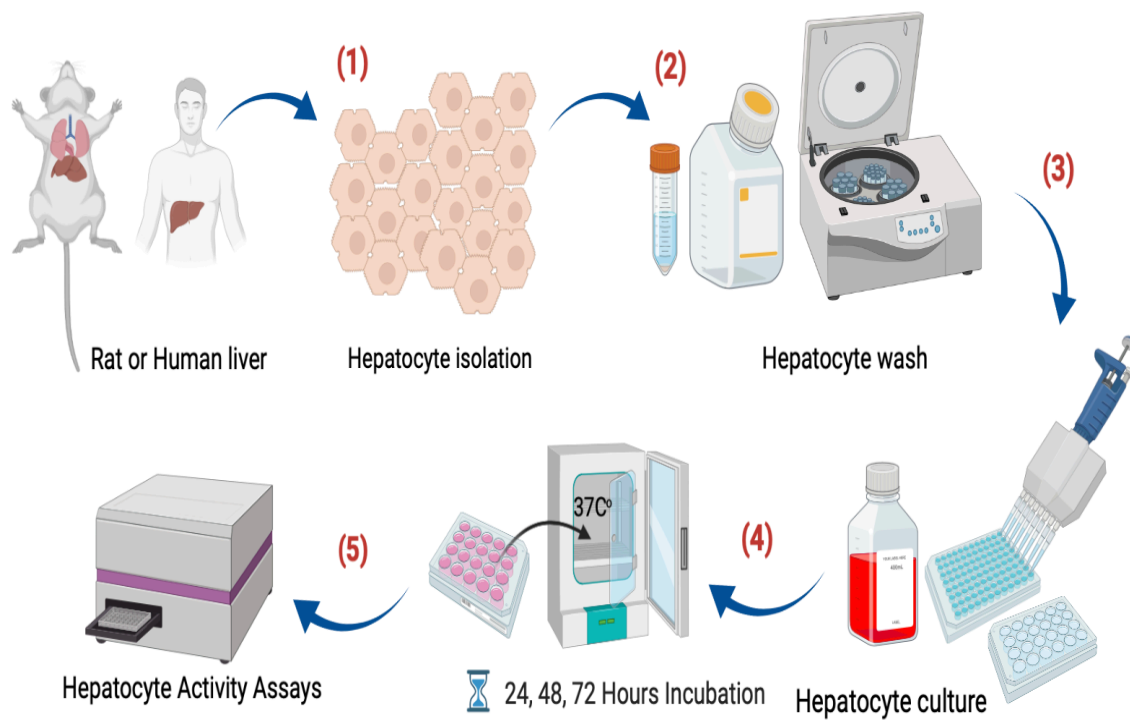 (1)
(2)
(3)
Rat or Human liver
Hepatocyte isolation
Hepatocyte wash
37Cº
(4)
(5)
Hepatocyte Activity Assays
24, 48, 72 Hours Incubation
Hepatocyte culture